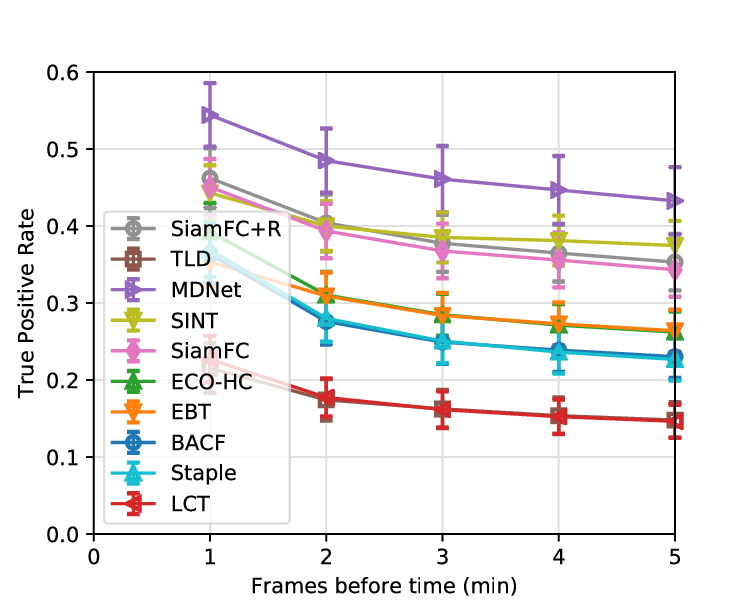 0.6
0.5
0.4
0.3
0.2
0.1
0.0
True Positive Rate
SiamFC+R
TLD
MDNet
SINT
SiamFC
ECO-HC
EBT
BACF
Staple
LCT
0 1 2 3 4 5
Frames before time (min)